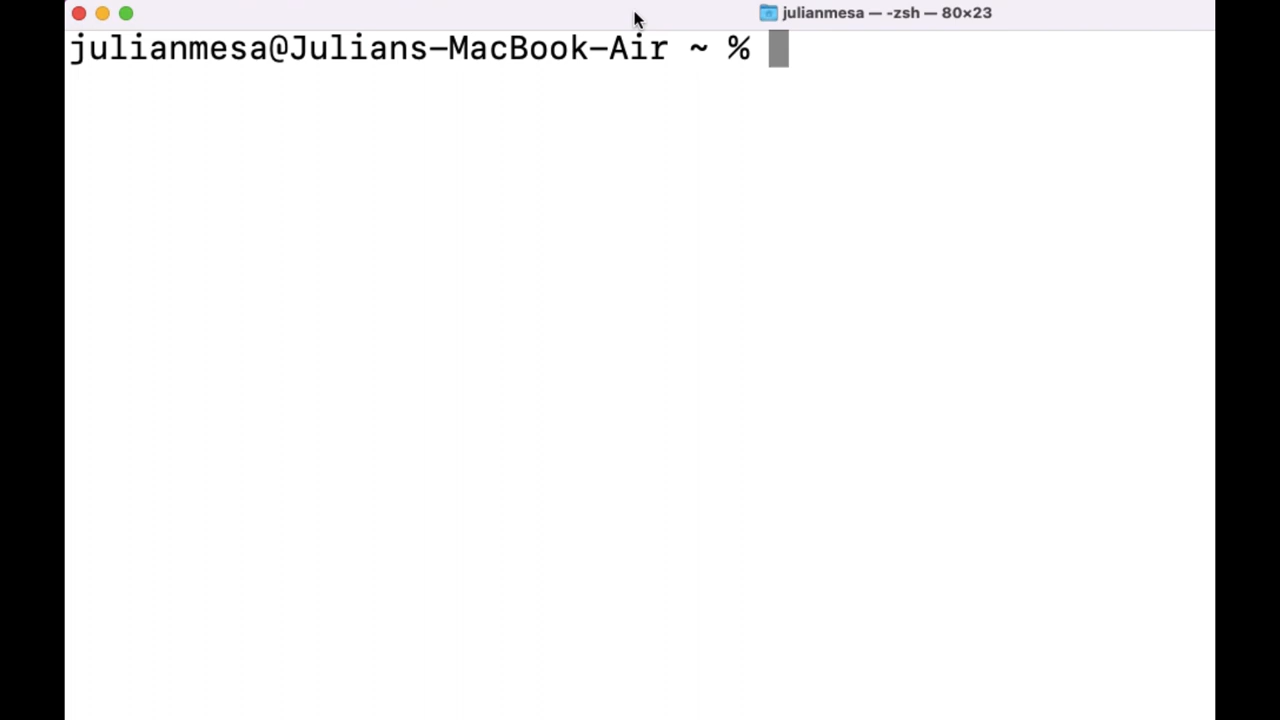 julianmesa — -zsh — 80×23
julianmesa@Julians-MacBook-Air ~ %